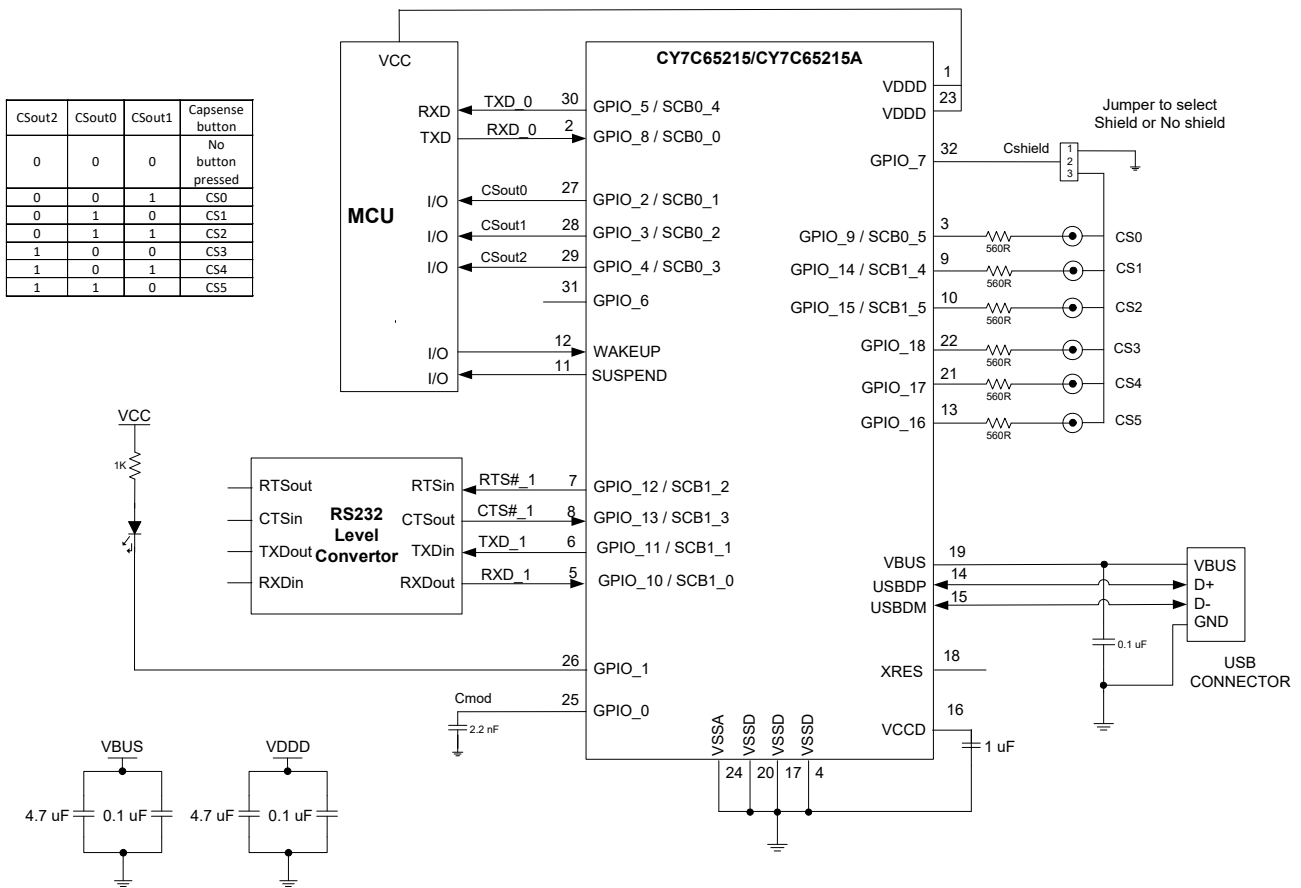 CSout2 CSout0 CSout1 Capsense button
0 0 0 No button pressed
0 0 1 CS0
0 1 0 CS1
0 1 1 CS2
1 0 0 CS3
1 0 1 CS4
1 1 0 CS5
VCC
MCU
RXD
TXD
I/O
I/O
I/O
I/O
I/O
TXD_0
RXD_0
CSout0
CSout1
CSout2
CY7C65215/CY7C65215A
30 GPIO_5 / SCB0_4
2 GPIO_8 / SCB0_0
27 GPIO_2 / SCB0_1
28 GPIO_3 / SCB0_2
29 GPIO_4 / SCB0_3
31 GPIO_6
12 WAKEUP
11 SUSPEND
7 GPIO_12 / SCB1_2
8 GPIO_13 / SCB1_3
6 GPIO_11 / SCB1_1
5 GPIO_10 / SCB1_0
26 GPIO_1
25 GPIO_0
VDDD 1
VDDD 23
GPIO_7 32
GPIO_9 / SCB0_5 3
GPIO_14 / SCB1_4 9
GPIO_15 / SCB1_5 10
GPIO_18 22
GPIO_17 21
GPIO_16 13
VBUS 19
USBDP 14
USBDM 15
XRES 18
VCCD 16
VSSA VSSD VSSD VSSD
24 20 17 4
1 uF
Jumper to select
Shield or No shield
Cshield
1
2
3
560R CS0
560R CS1
560R CS2
560R CS3
560R CS4
560R CS5
VBUS
D+
D-
GND
0.1 uF
USB
CONNECTOR
VCC
1K
RTSout
CTSin
TXDout
RXDin
RS232
Level
Convertor
RTSin
CTSout
TXDin
RXDout
RTS#_1
CTS#_1
TXD_1
RXD_1
Cmod
2.2 nF
VBUS
4.7 uF 0.1 uF
VDDD
4.7 uF 0.1 uF